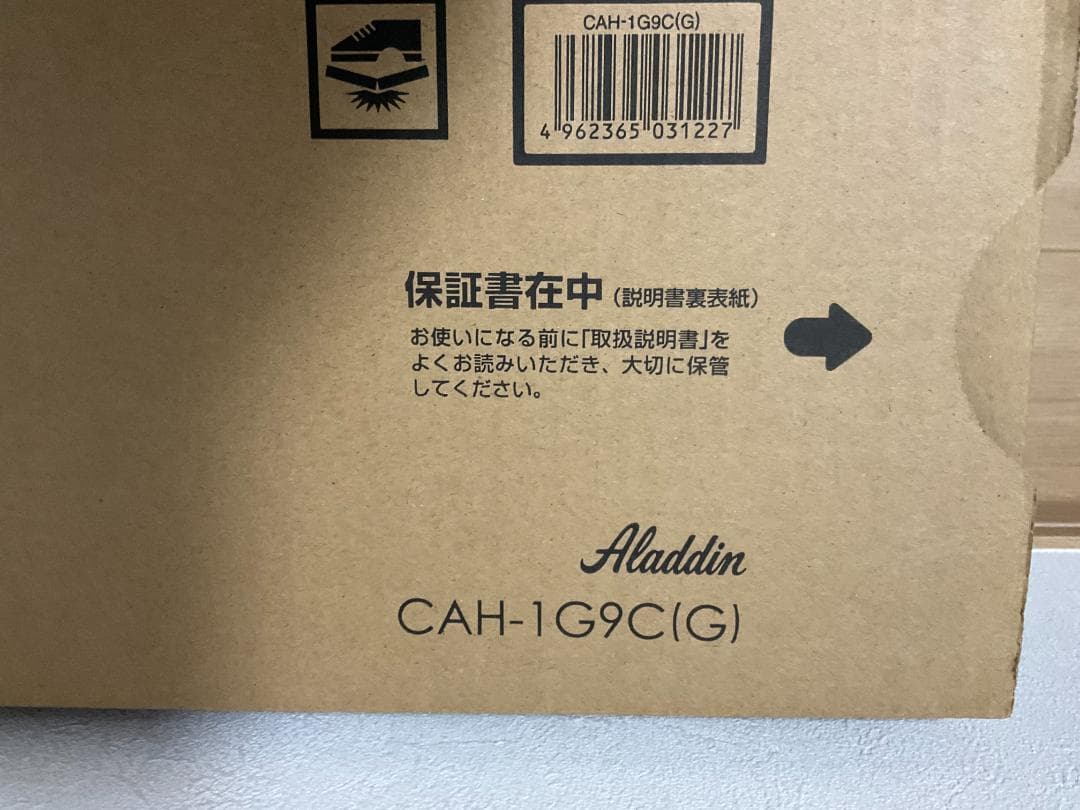 CAH-1G9C(G)
4 962365 031227
保証書在中（説明書裏表紙）
お使いになる前に「取扱説明書」を
よくお読みいただき、大切に保管
してください。
Aladdin
CAH-1G9C(G)